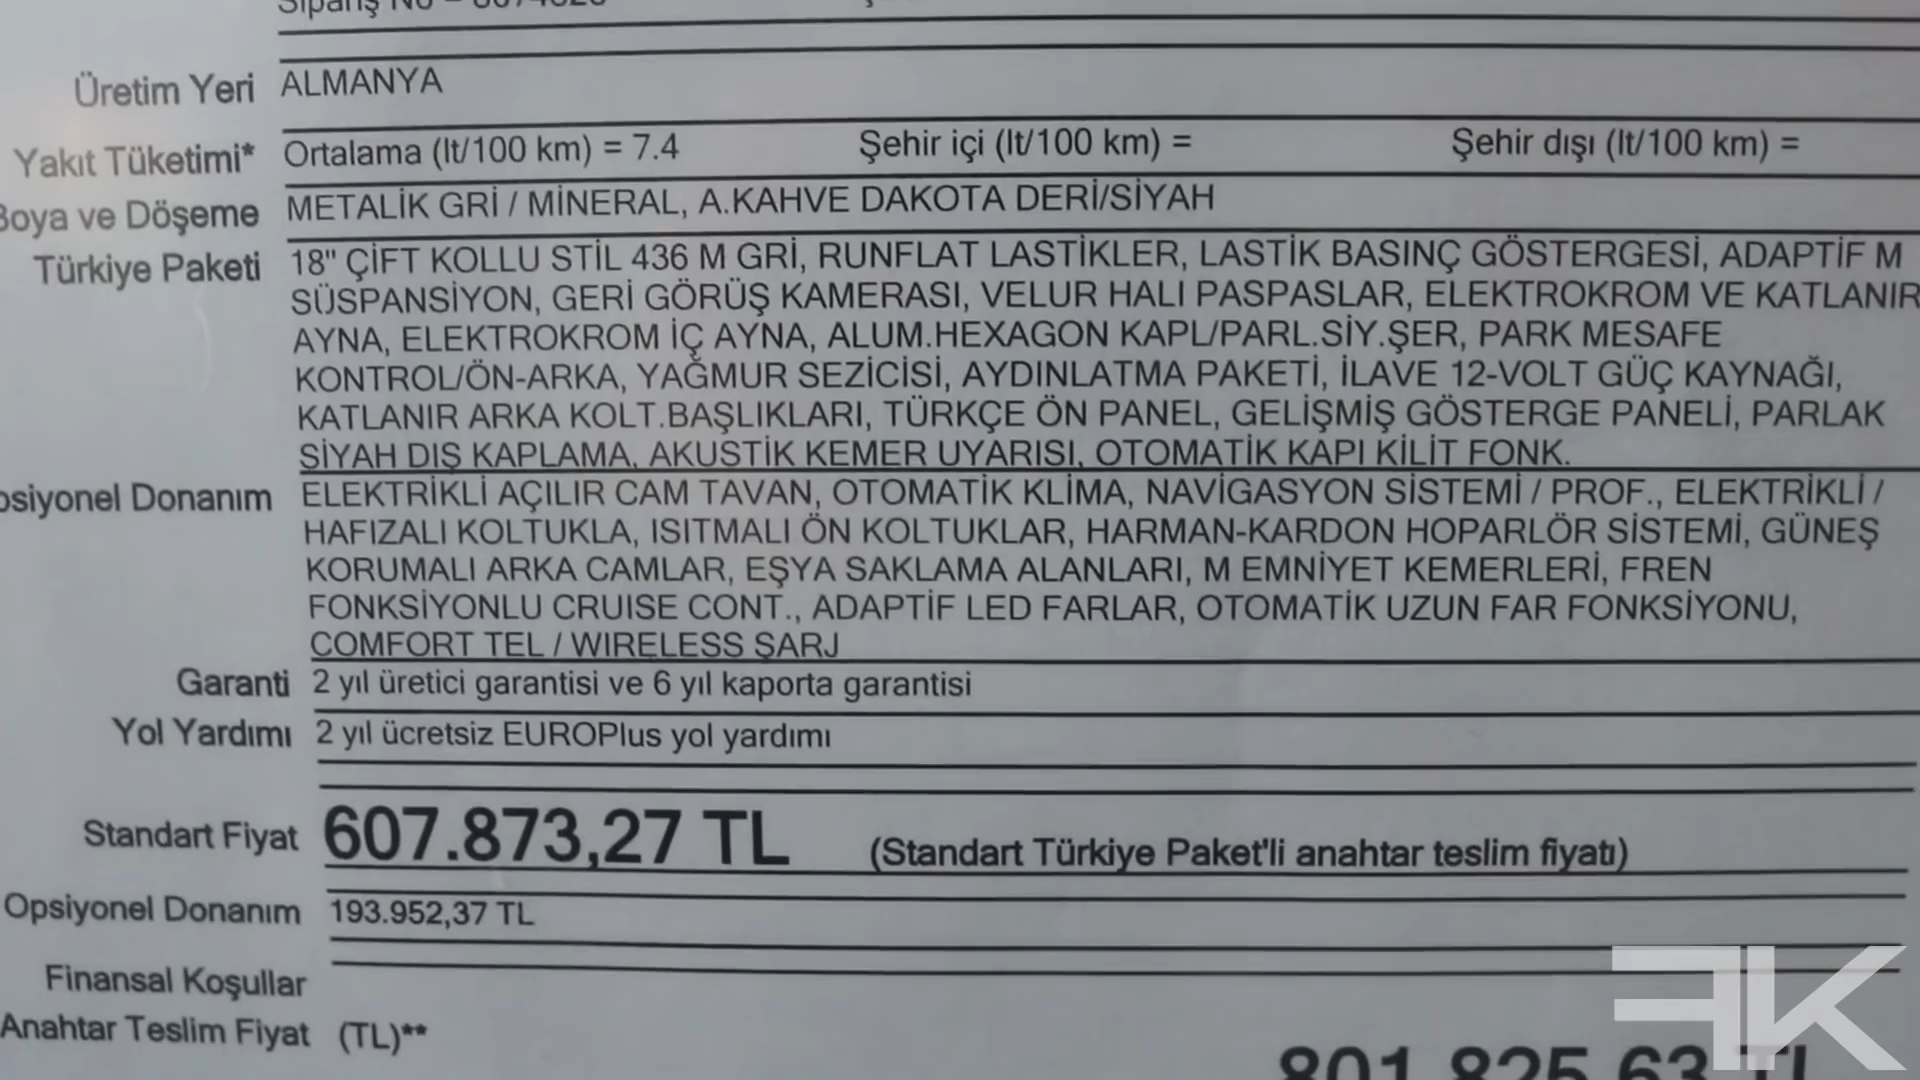 Sipariş No =
Üretim Yeri ALMANYA
Yakıt Tüketimi* Ortalama (lt/100 km) = 7.4 Şehir içi (lt/100 km) = Şehir dışı (lt/100 km) =
Boya ve Döşeme METALİK GRİ / MİNERAL, A.KAHVE DAKOTA DERİ/SİYAH
Türkiye Paketi 18" ÇİFT KOLLU STİL 436 M GRİ, RUNFLAT LASTİKLER, LASTİK BASINÇ GÖSTERGESİ, ADAPTİF M
SÜSPANSİYON, GERİ GÖRÜŞ KAMERASI, VELUR HALI PASPASLAR, ELEKTROKROM VE KATLANIR
AYNA, ELEKTROKROM İÇ AYNA, ALUM.HEXAGON KAPL/PARL.SİY.ŞER, PARK MESAFE
KONTROL/ÖN-ARKA, YAĞMUR SEZİCİSİ, AYDINLATMA PAKETİ, İLAVE 12-VOLT GÜÇ KAYNAĞI,
KATLANIR ARKA KOLT.BAŞLIKLARI, TÜRKÇE ÖN PANEL, GELİŞMİŞ GÖSTERGE PANELİ, PARLAK
SİYAH DIŞ KAPLAMA, AKUSTİK KEMER UYARISI, OTOMATİK KAPI KİLİT FONK.
opsiyonel Donanım ELEKTRİKLİ AÇILIR CAM TAVAN, OTOMATİK KLİMA, NAVİGASYON SİSTEMİ / PROF., ELEKTRİKLİ /
HAFIZALI KOLTUKLA, ISITMALI ÖN KOLTUKLAR, HARMAN-KARDON HOPARLÖR SİSTEMİ, GÜNEŞ
KORUMALI ARKA CAMLAR, EŞYA SAKLAMA ALANLARI, M EMNİYET KEMERLERİ, FREN
FONKSİYONLU CRUISE CONT., ADAPTİF LED FARLAR, OTOMATİK UZUN FAR FONKSİYONU,
COMFORT TEL / WIRELESS ŞARJ
Garanti 2 yıl üretici garantisi ve 6 yıl kaporta garantisi
Yol Yardımı 2 yıl ücretsiz EUROPlus yol yardımı
Standart Fiyat 607.873,27 TL (Standart Türkiye Paket'li anahtar teslim fiyatı)
Opsiyonel Donanım 193.952,37 TL
Finansal Koşullar
Anahtar Teslim Fiyat (TL)**
801.825,63 TL
FK